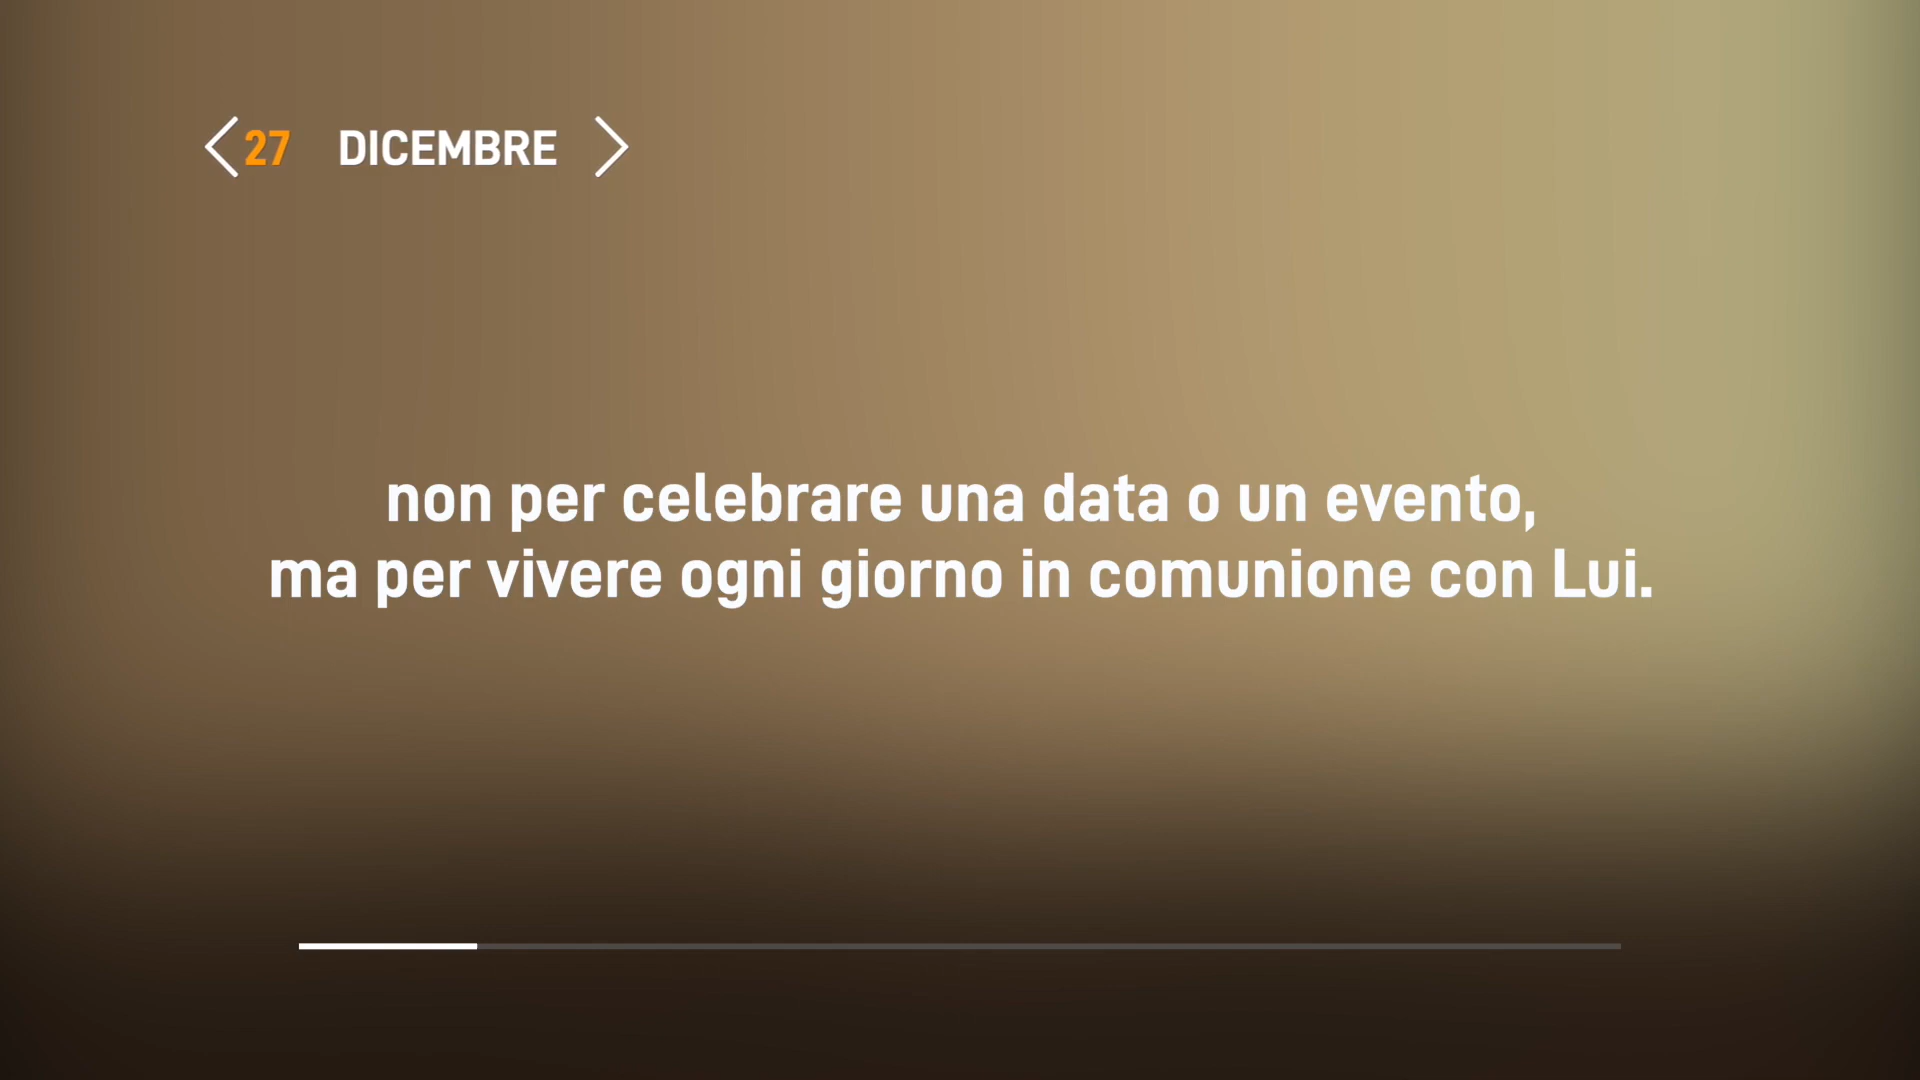 27 DICEMBRE
non per celebrare una data o un evento,
ma per vivere ogni giorno in comunione con Lui.